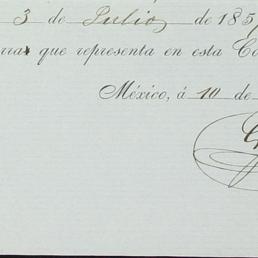 3 de Julio de 185
que representa en esta
México, á 10 de